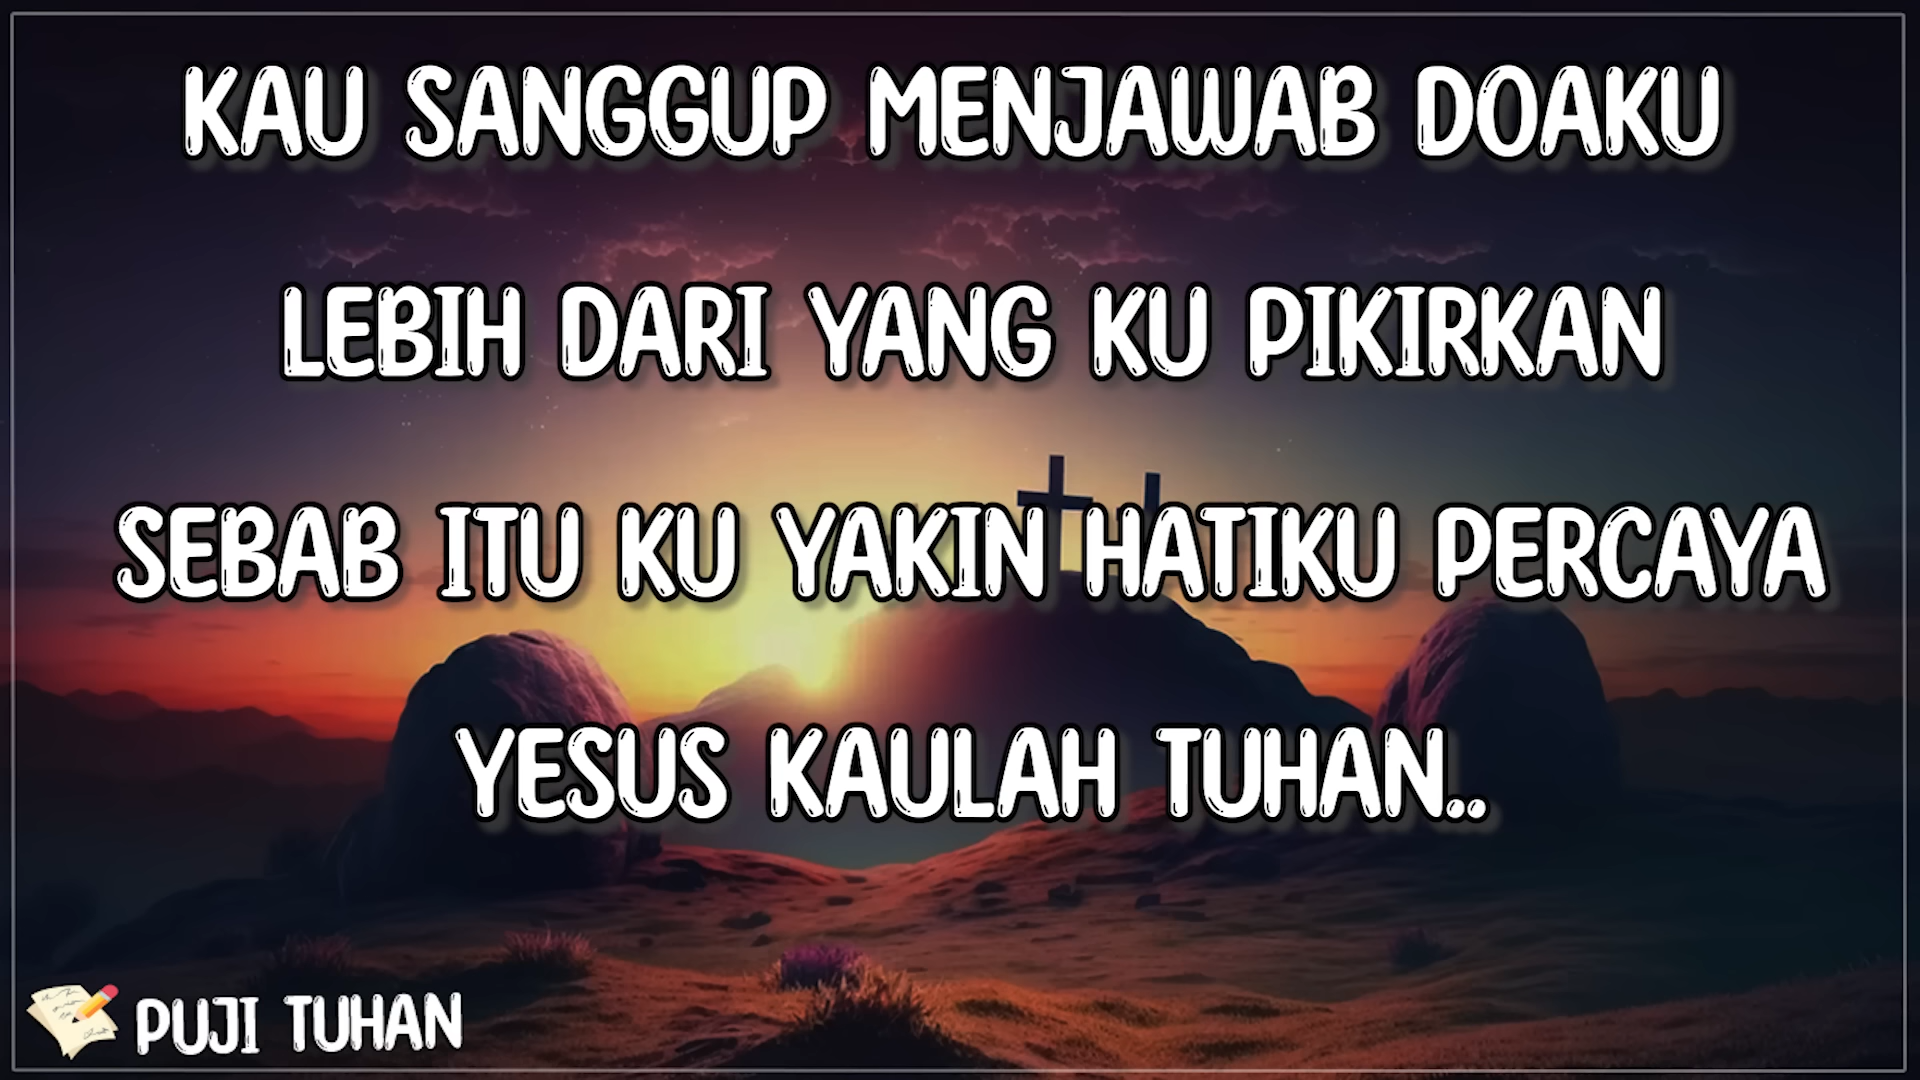 KAU SANGGUP MENJAWAB DOAKU
LEBIH DARI YANG KU PIKIRKAN
SEBAB ITU KU YAKIN HATIKU PERCAYA
YESUS KAULAH TUHAN..
PUJI TUHAN